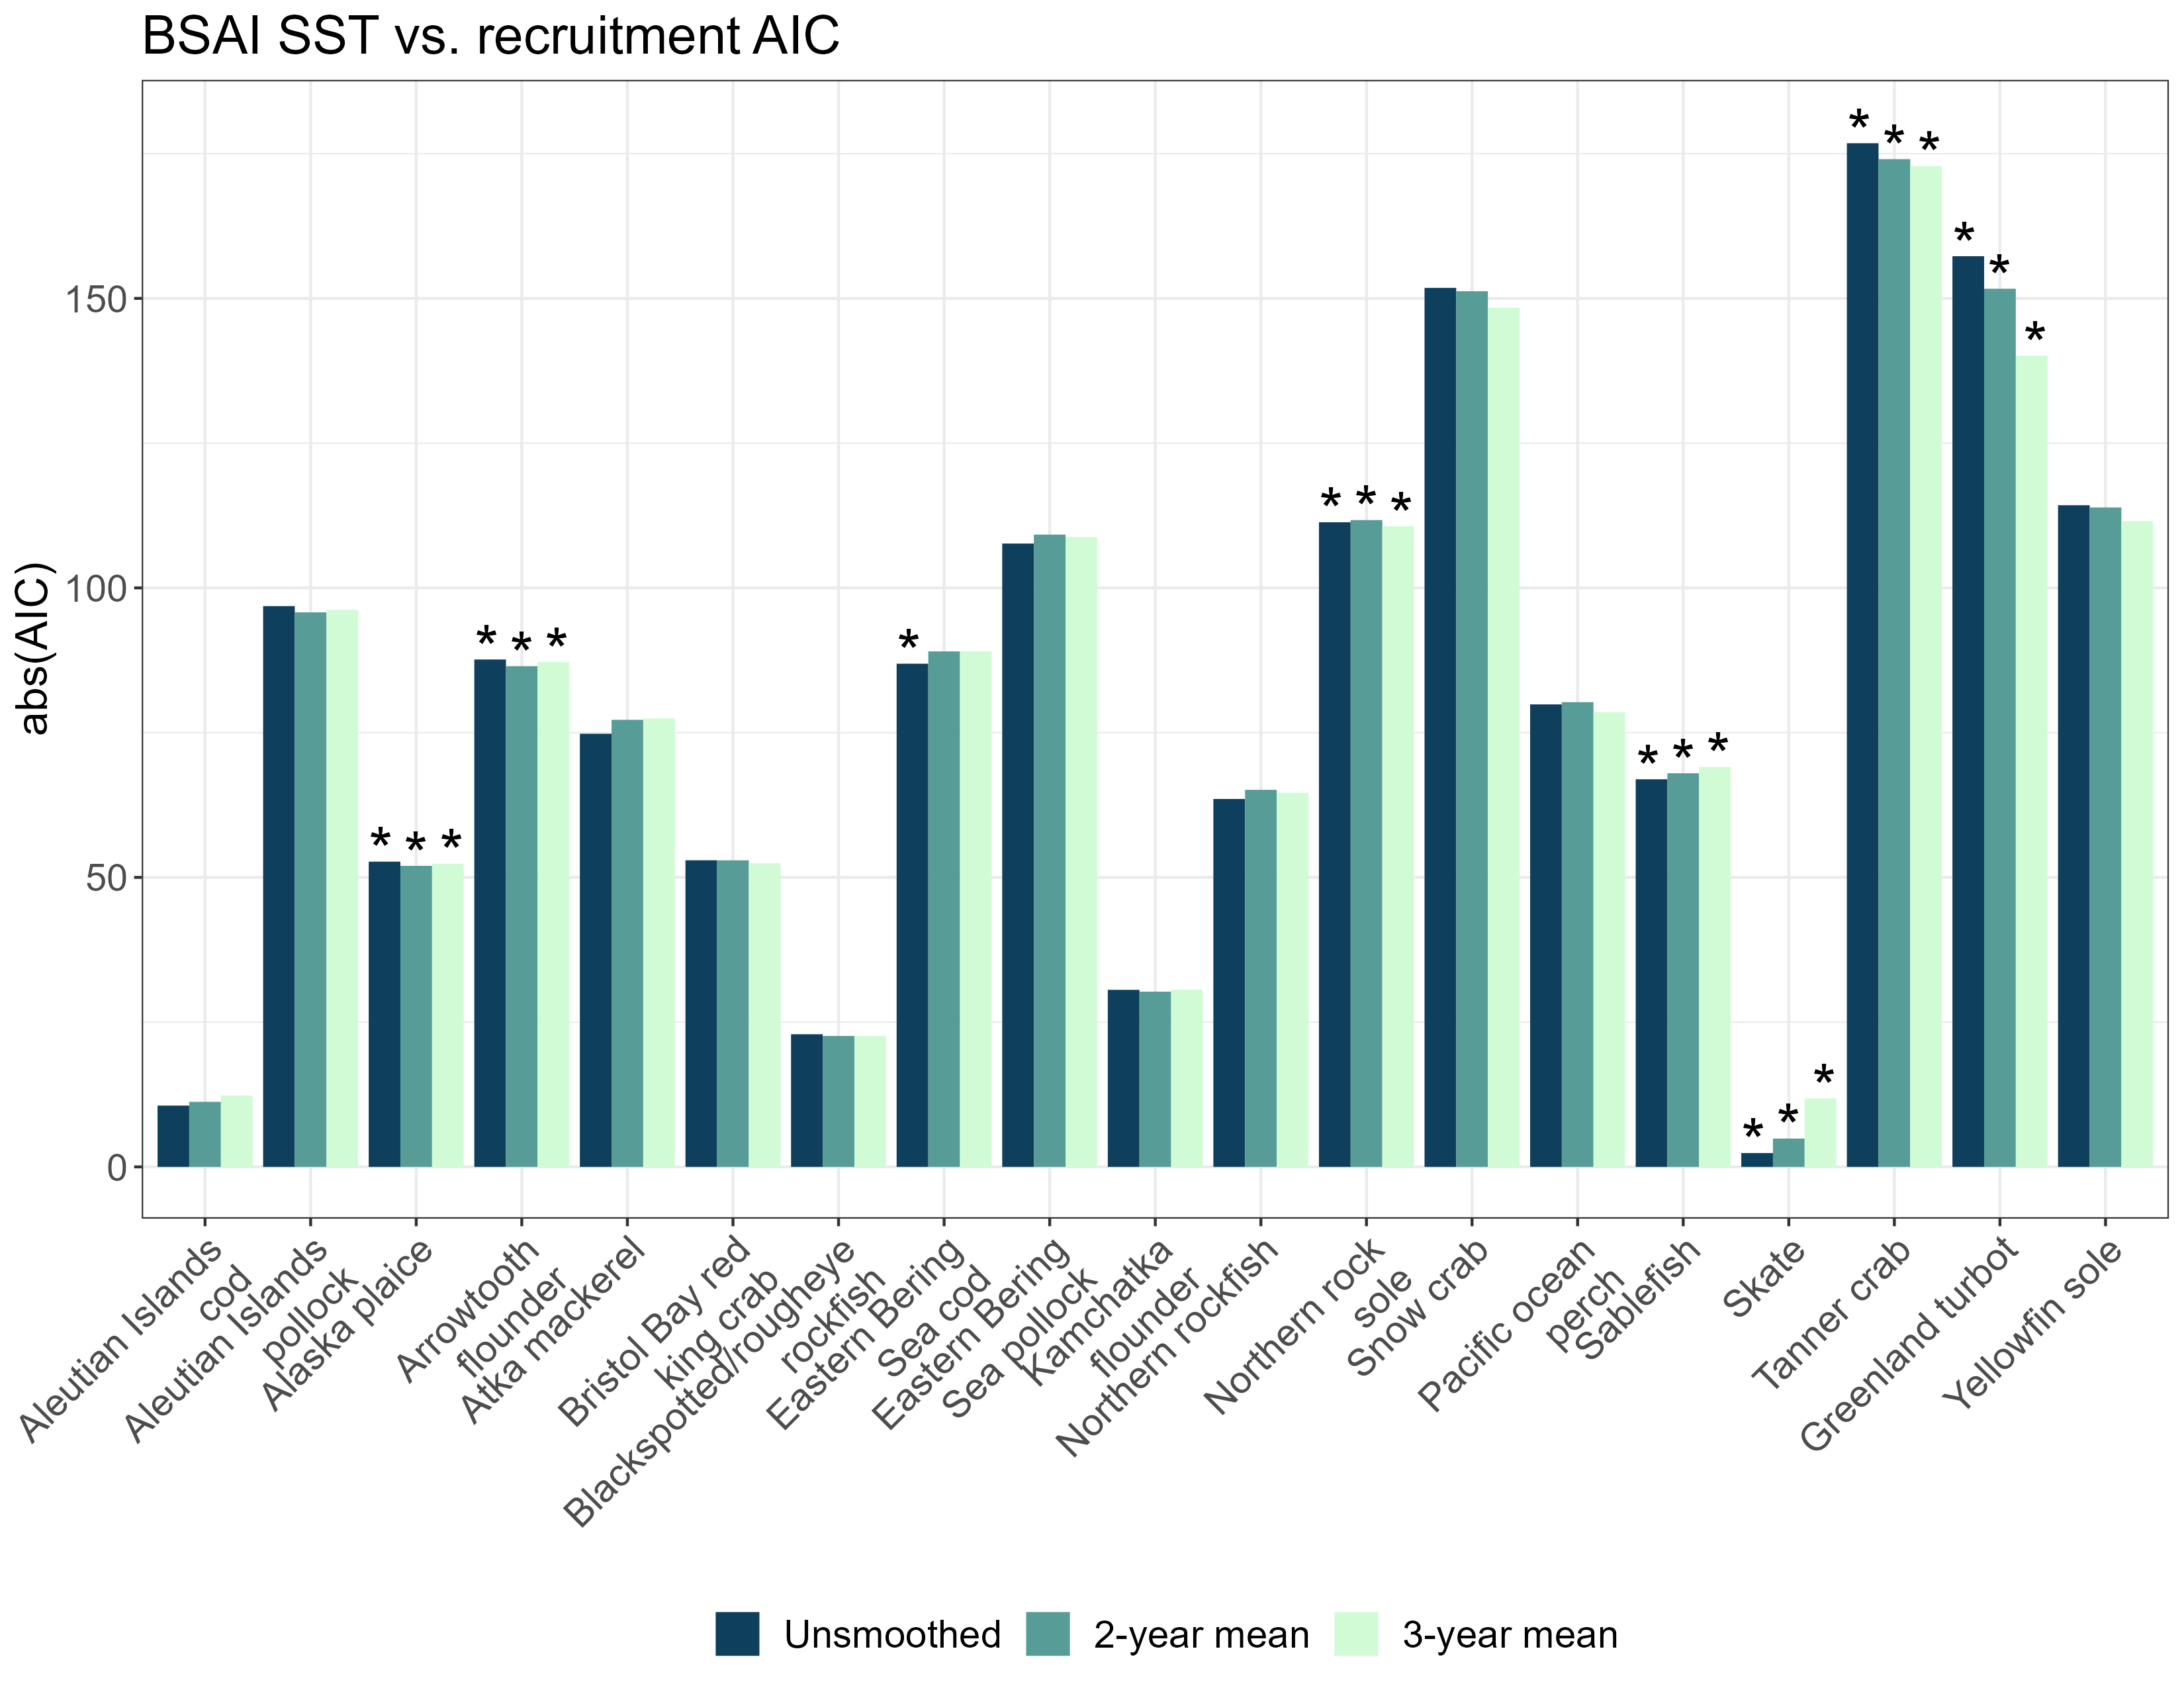 BSAI SST vs. recruitment AIC
abs(AIC)
150
100
50
0
* * *
* * *
*
* * *
* * *
* * *
* * *
* * *
Aleutian Islands
cod
Aleutian Islands
pollock
Alaska plaice
Arrowtooth
flounder
Atka mackerel
Bristol Bay red
king crab
Blackspotted/rougheye
rockfish
Eastern Bering
Sea cod
Eastern Bering
Sea pollock
Kamchatka
flounder
Northern rockfish
Northern rock
sole
Snow crab
Pacific ocean
perch
Sablefish
Skate
Tanner crab
Greenland turbot
Yellowfin sole
Unsmoothed
2-year mean
3-year mean